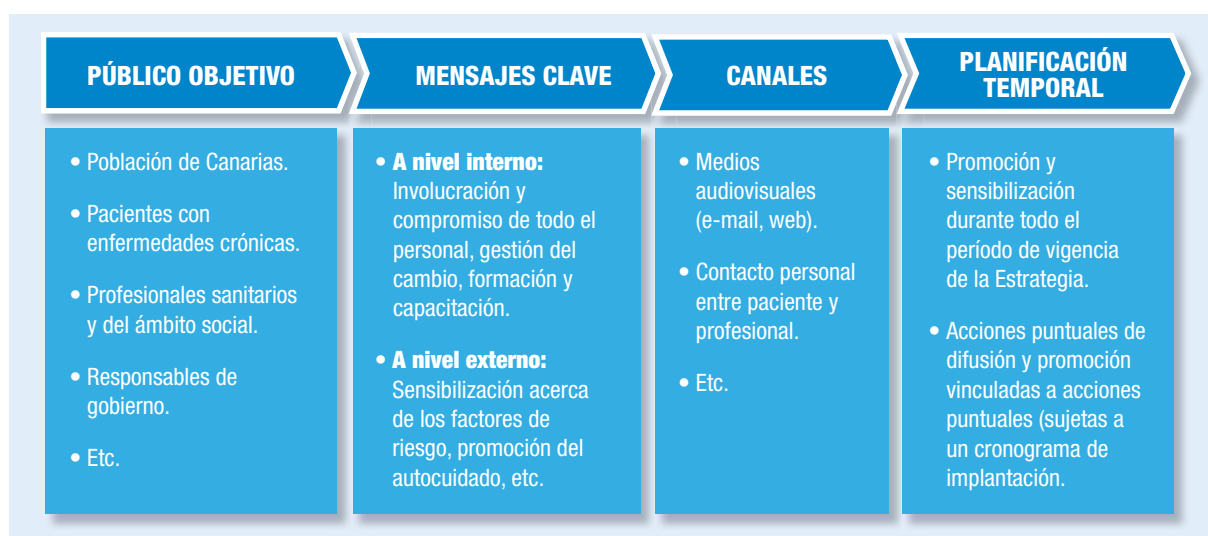 PÚBLICO OBJETIVO
MENSAJES CLAVE
CANALES
PLANIFICACIÓN
TEMPORAL
• Población de Canarias.
• Pacientes con
enfermedades crónicas.
• Profesionales sanitarios
y del ámbito social.
• Responsables de
gobierno.
• Etc.
• A nivel interno:
Involucración y
compromiso de todo el
personal, gestión del
cambio, formación y
capacitación.
• A nivel externo:
Sensibilización acerca
de los factores de
riesgo, promoción del
autocuidado, etc.
• Medios
audiovisuales
(e-mail, web).
• Contacto personal
entre paciente y
profesional.
• Etc.
• Promoción y
sensibilización
durante todo el
período de vigencia
de la Estrategia.
• Acciones puntuales de
difusión y promoción
vinculadas a acciones
puntuales (sujetas a
un cronograma de
implantación.